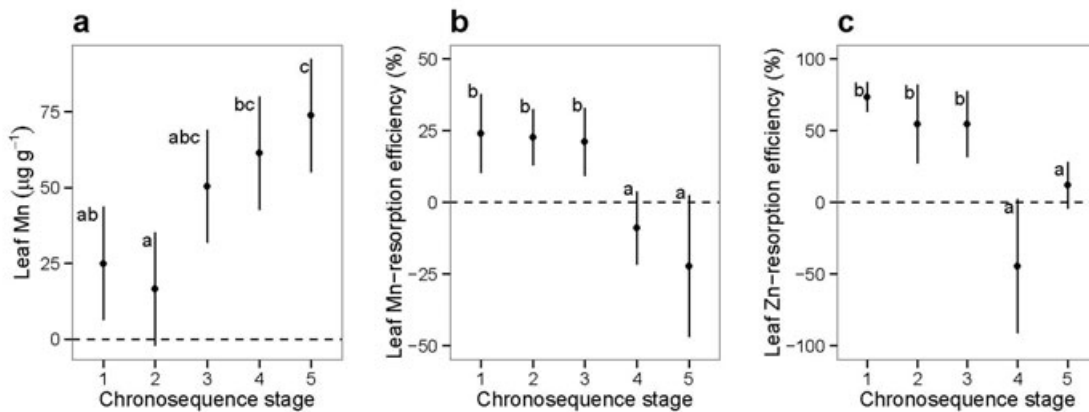 a
Leaf Mn (μg g⁻¹)
75
50
25
0
ab
a
abc
bc
c
1 2 3 4 5
Chronosequence stage
b
Leaf Mn−resorption efficiency (%)
50
25
0
−25
−50
b
b
b
a
a
1 2 3 4 5
Chronosequence stage
c
Leaf Zn−resorption efficiency (%)
100
50
0
−50
−100
b
b
b
a
a
1 2 3 4 5
Chronosequence stage